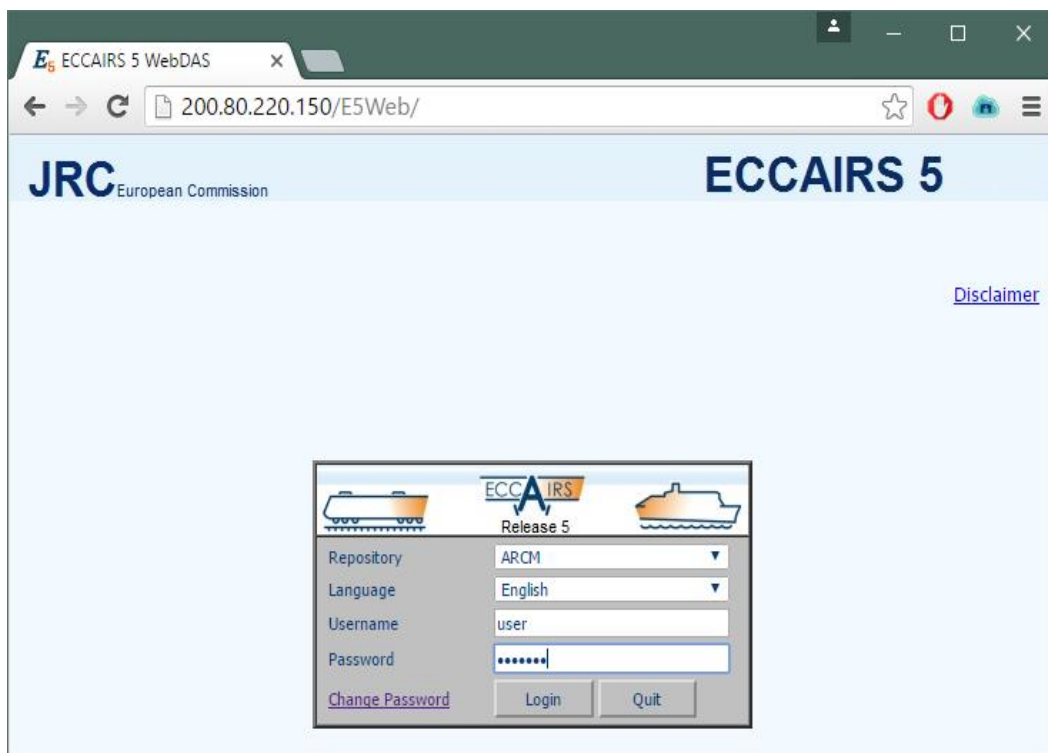 E5 ECCAIRS 5 WebDAS
200.80.220.150/E5Web/
JRC European Commission
ECCAIRS 5
Disclaimer
ECCAIRS
Release 5
Repository ARCM
Language English
Username user
Password •••••••
Change Password Login Quit